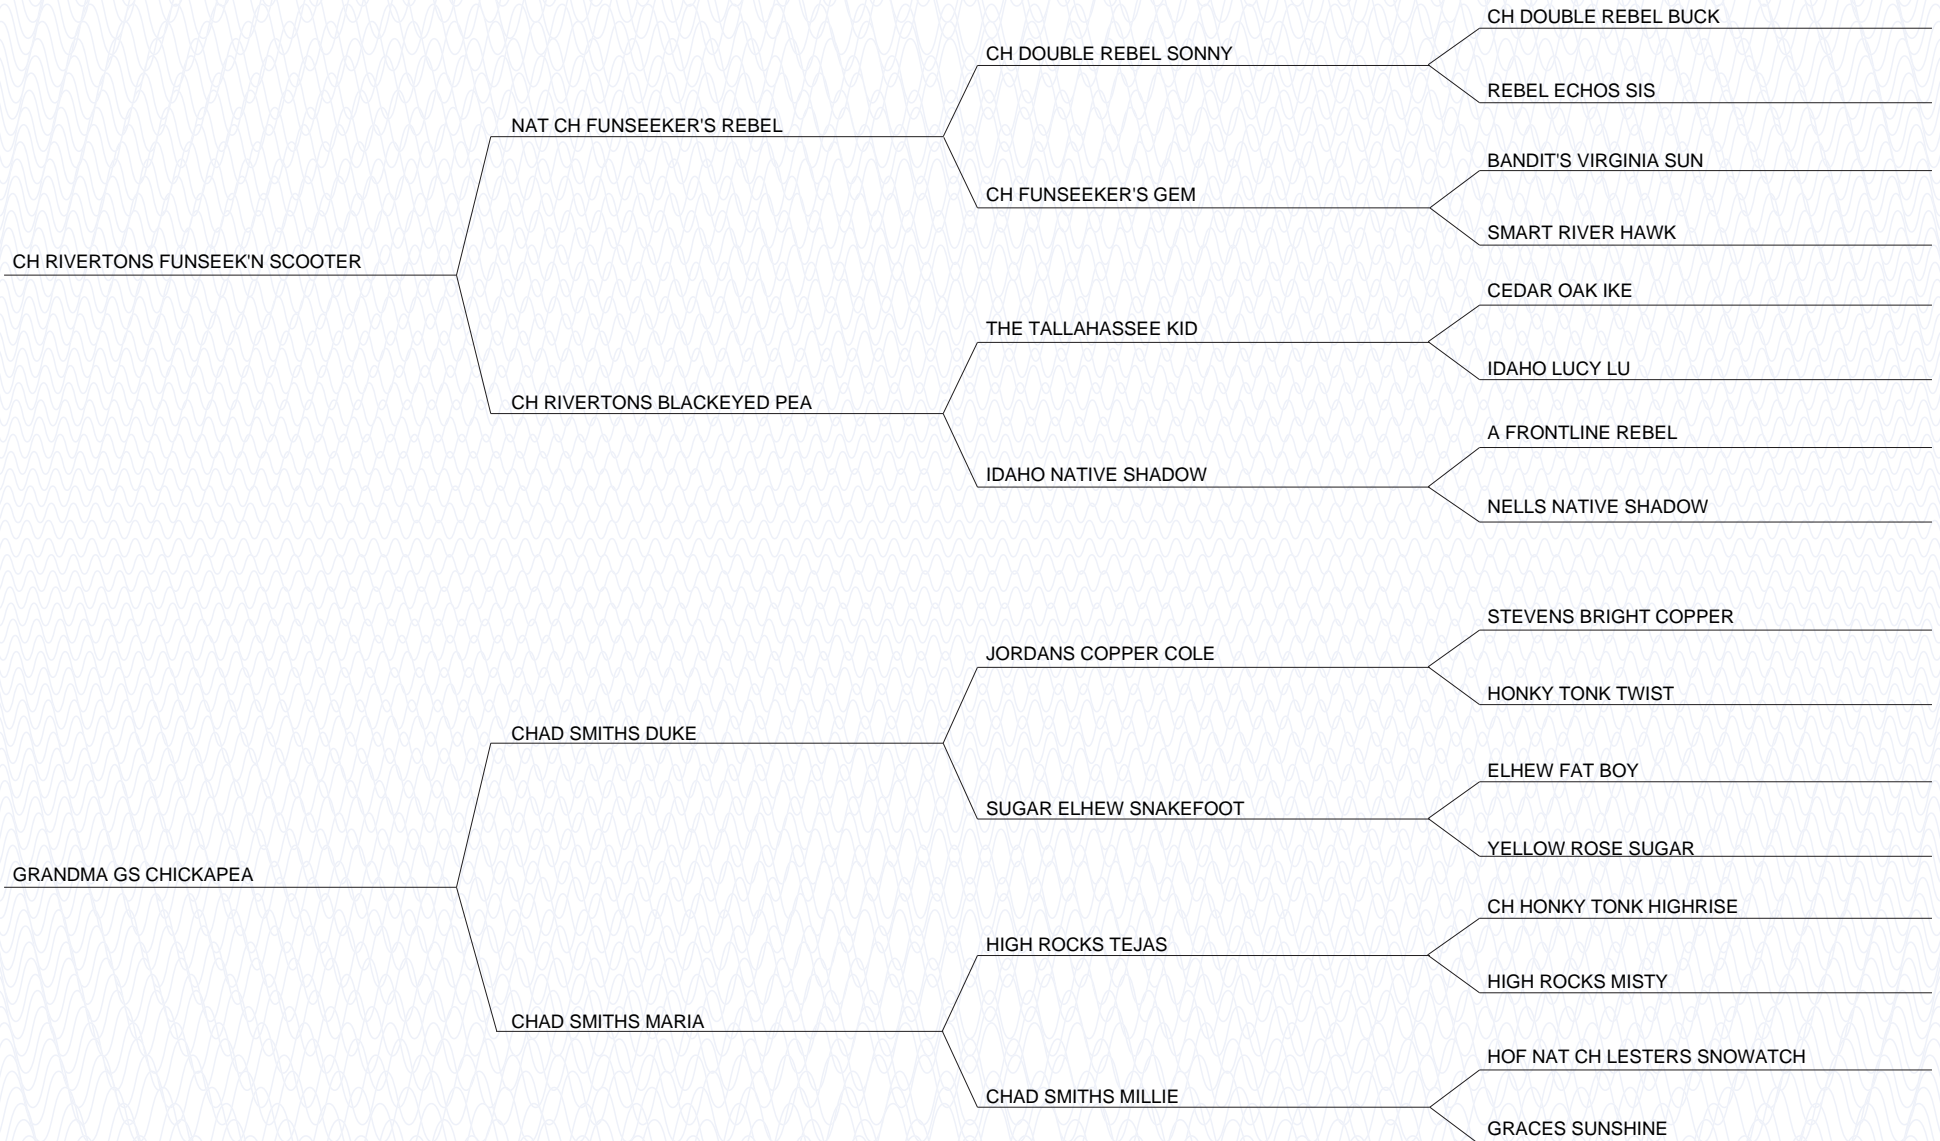 CH DOUBLE REBEL BUCK
CH DOUBLE REBEL SONNY
REBEL ECHOS SIS
NAT CH FUNSEEKER'S REBEL
BANDIT'S VIRGINIA SUN
CH FUNSEEKER'S GEM
SMART RIVER HAWK
CH RIVERTONS FUNSEEK'N SCOOTER
CEDAR OAK IKE
THE TALLAHASSEE KID
IDAHO LUCY LU
CH RIVERTONS BLACKEYED PEA
A FRONTLINE REBEL
IDAHO NATIVE SHADOW
NELLS NATIVE SHADOW
STEVENS BRIGHT COPPER
JORDANS COPPER COLE
HONKY TONK TWIST
CHAD SMITHS DUKE
ELHEW FAT BOY
SUGAR ELHEW SNAKEFOOT
YELLOW ROSE SUGAR
GRANDMA GS CHICKAPEA
CH HONKY TONK HIGHRISE
HIGH ROCKS TEJAS
HIGH ROCKS MISTY
CHAD SMITHS MARIA
HOF NAT CH LESTERS SNOWATCH
CHAD SMITHS MILLIE
GRACES SUNSHINE